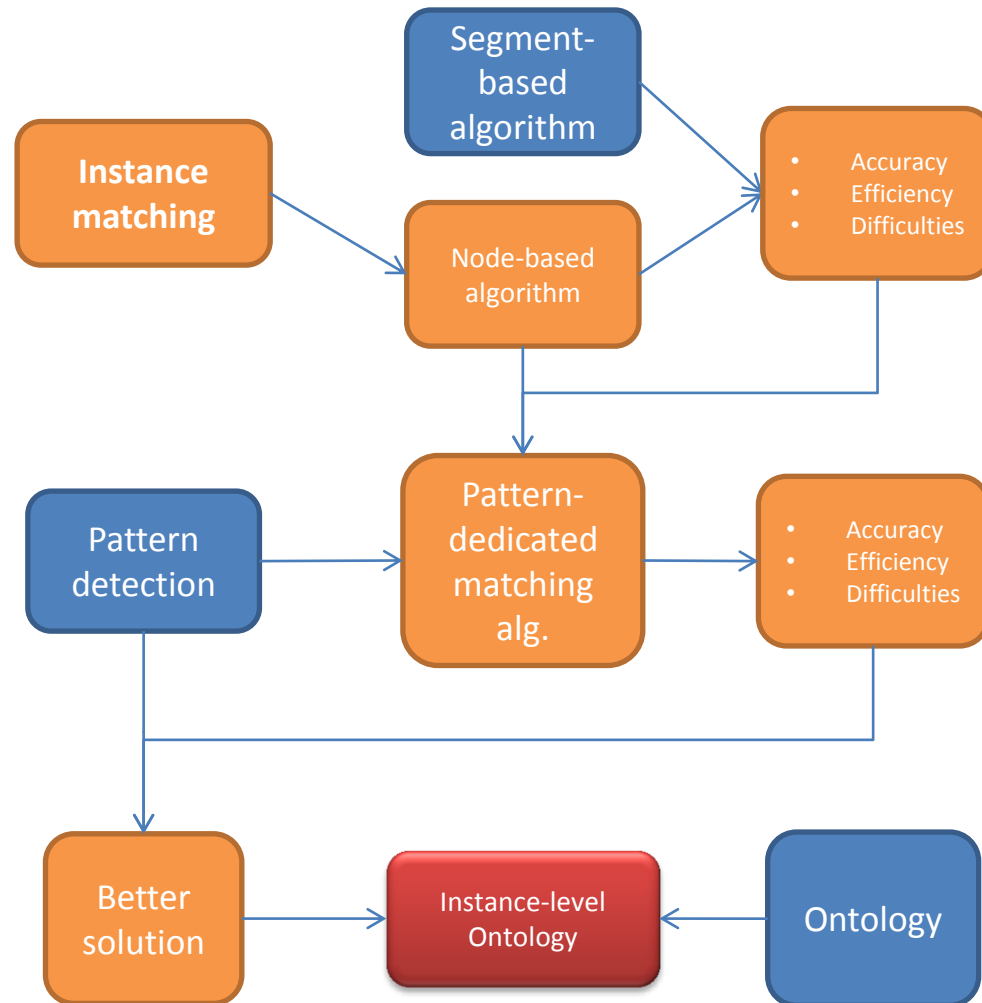 Segment-
based
algorithm
Instance
matching
• Accuracy
• Efficiency
• Difficulties
Node-based
algorithm
Pattern
detection
Pattern-
dedicated
matching
alg.
• Accuracy
• Efficiency
• Difficulties
Better
solution
Instance-level
Ontology
Ontology